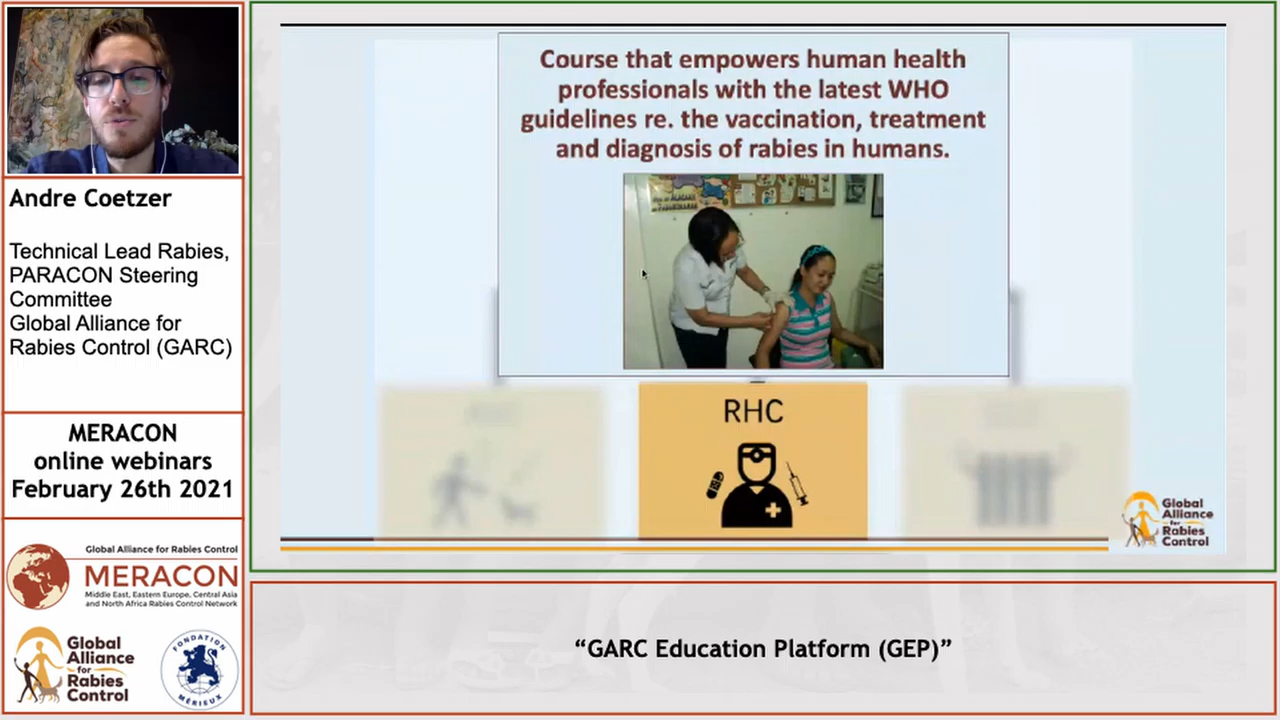 Andre Coetzer
Technical Lead Rabies,
PARACON Steering
Committee
Global Alliance for
Rabies Control (GARC)
MERACON
online webinars
February 26th 2021
Global Alliance for Rabies Control
MERACON
Middle East, Eastern Europe, Central Asia
and North Africa Rabies Control Network
Global
Alliance
for
Rabies
Control
FONDATION
MÉRIEUX
Course that empowers human health
professionals with the latest WHO
guidelines re. the vaccination, treatment
and diagnosis of rabies in humans.
RHC
Global
Alliance
for
Rabies
Control
“GARC Education Platform (GEP)”